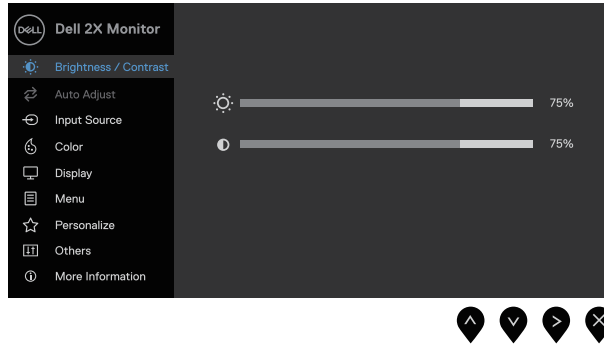 DELL
Dell 2X Monitor
Brightness / Contrast
Auto Adjust
Input Source
Color
Display
Menu
Personalize
Others
More Information
75%
75%